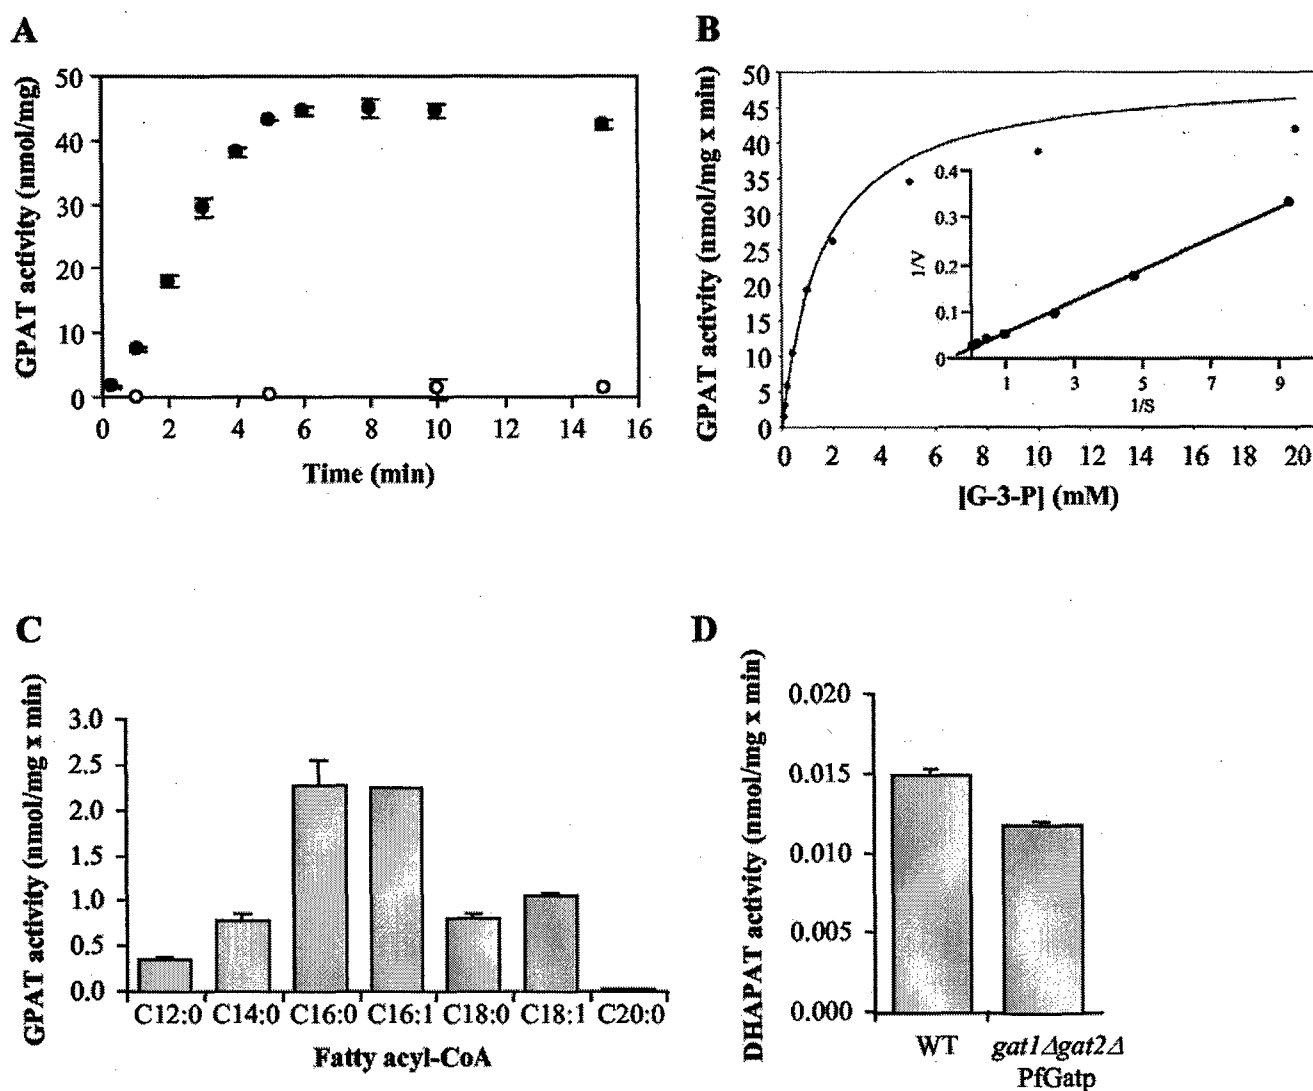 A
GPAT activity (nmol/mg)
50
40
30
20
10
0
0 2 4 6 8 10 12 14 16
Time (min)
B
GPAT activity (nmol/mg x min)
50
45
40
35
30
25
20
15
10
5
0
0 2 4 6 8 10 12 14 16 18 20
[G-3-P] (mM)
1/V
0.4
0.3
0.2
0.1
0
1 3 5 7 9
1/S
C
GPAT activity (nmol/mg x min)
3.0
2.5
2.0
1.5
1.0
0.5
0.0
C12:0 C14:0 C16:0 C16:1 C18:0 C18:1 C20:0
Fatty acyl-CoA
D
DHAPAT activity (nmol/mg x min)
0.020
0.015
0.010
0.005
0.000
WT gat1Δgat2Δ
PfGatp